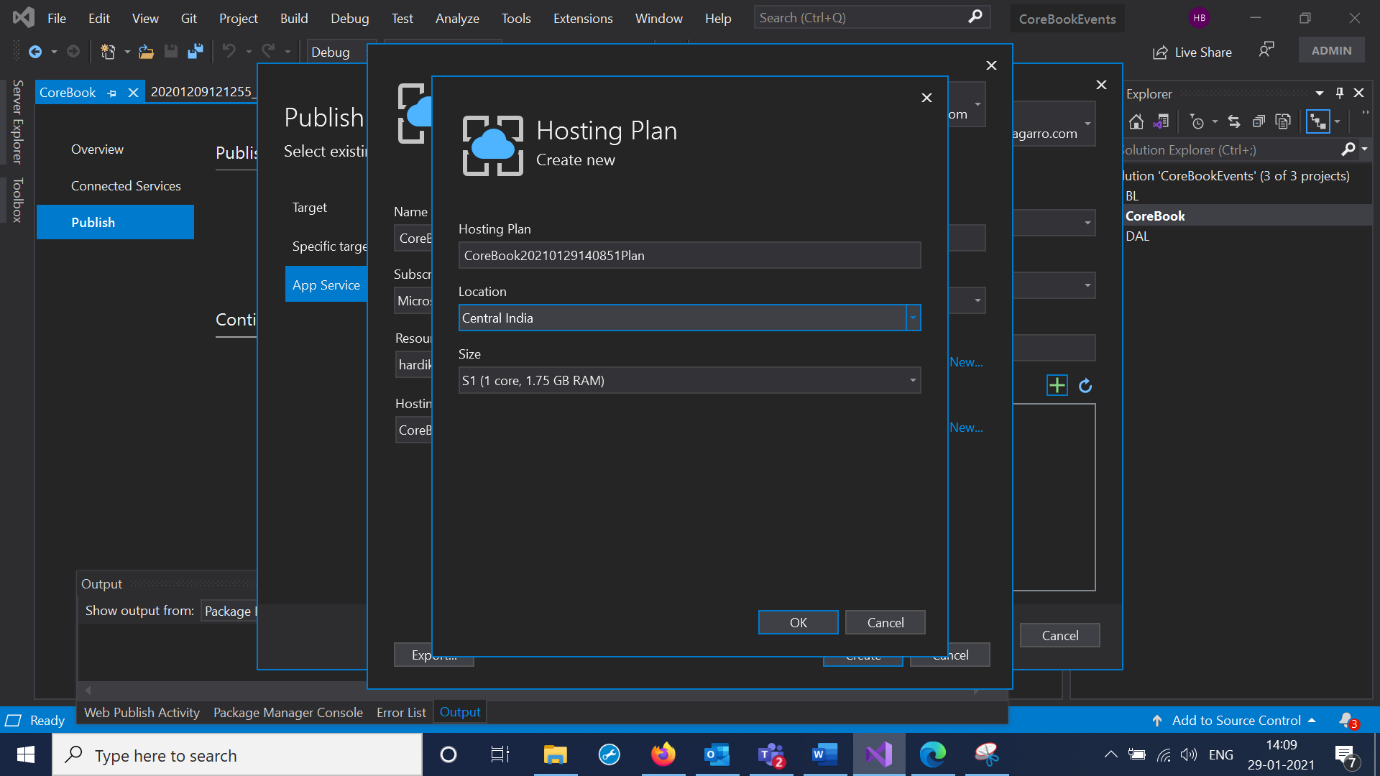 File Edit View Git Project Build Debug Test Analyze Tools Extensions Window Help Search (Ctrl+Q) CoreBookEvents HB
Debug Live Share ADMIN
Server Explorer
Toolbox
CoreBook 20201209121255_
Overview
Connected Services
Publish
Publis
Conti
Publish
Select existi
Target
Specific targe
App Service
Name
CoreB
Subscr
Micros
Resou
hardik
Hostin
CoreB
Export...
Hosting Plan
Create new
Hosting Plan
CoreBook20210129140851Plan
Location
Central India
Size
S1 (1 core, 1.75 GB RAM)
OK Cancel
Create Cancel
om
New...
New...
agarro.com
Cancel
Explorer
olution Explorer (Ctrl+;)
lution 'CoreBookEvents' (3 of 3 projects)
BL
CoreBook
DAL
Output
Show output from: Package
Web Publish Activity Package Manager Console Error List Output
Ready Add to Source Control 3
Type here to search 2 ENG 14:09
29-01-2021 7